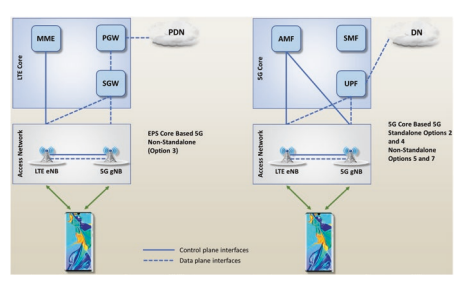 MME
PGW
PDN
LTE Core
SGW
Access Network
LTE eNB
5G gNB
EPS Core Based 5G
Non-Standalone
(Option 3)
AMF
SMF
DN
5G Core
UPF
Access Network
LTE eNB
5G gNB
5G Core Based 5G
Standalone Options 2
and 4
Non-Standalone
Options 5 and 7
Control plane interfaces
Data plane interfaces